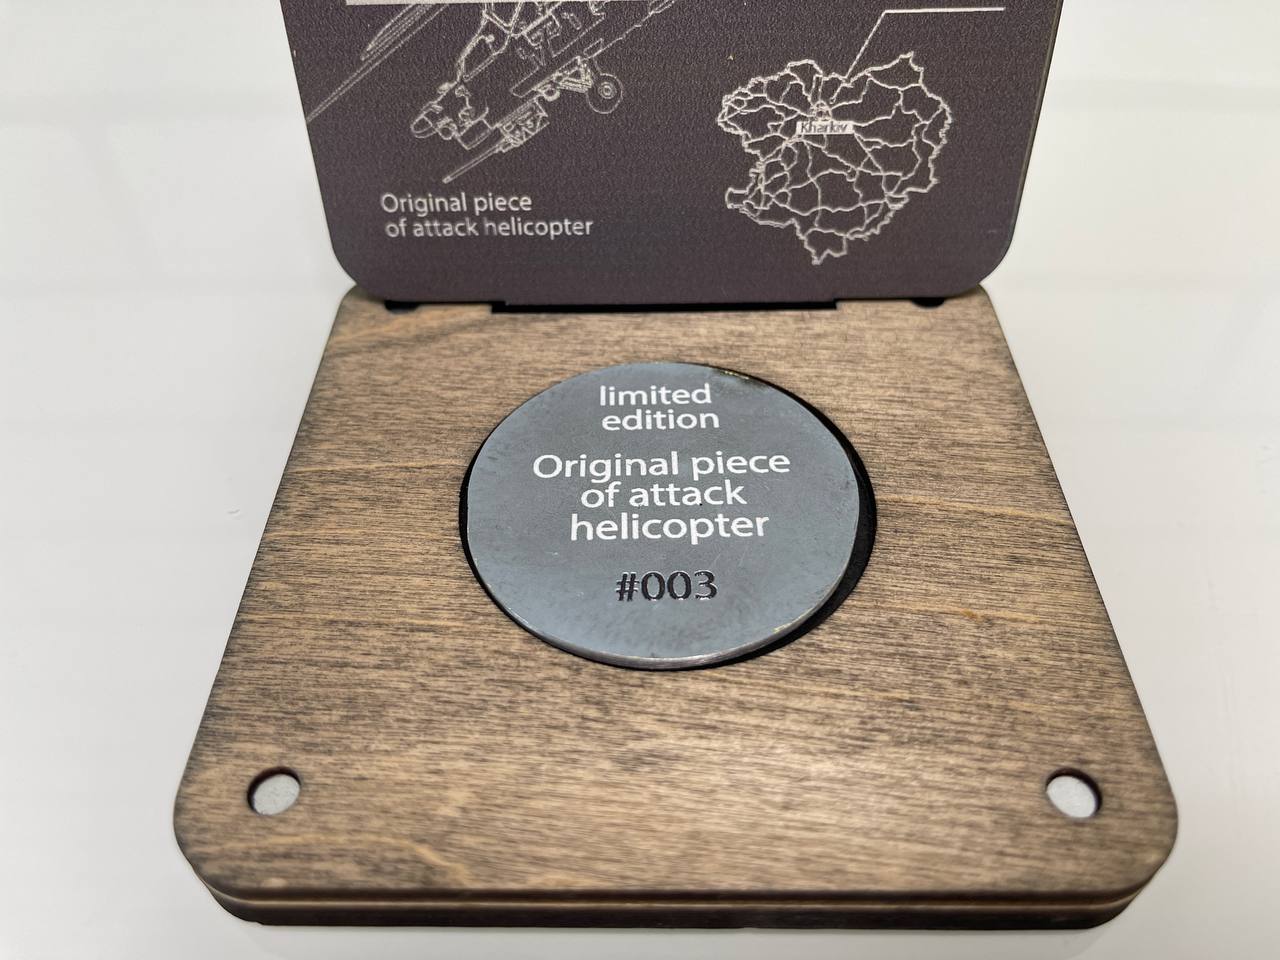 Kharkiv
Original piece
of attack helicopter
limited
edition
Original piece
of attack
helicopter
#003